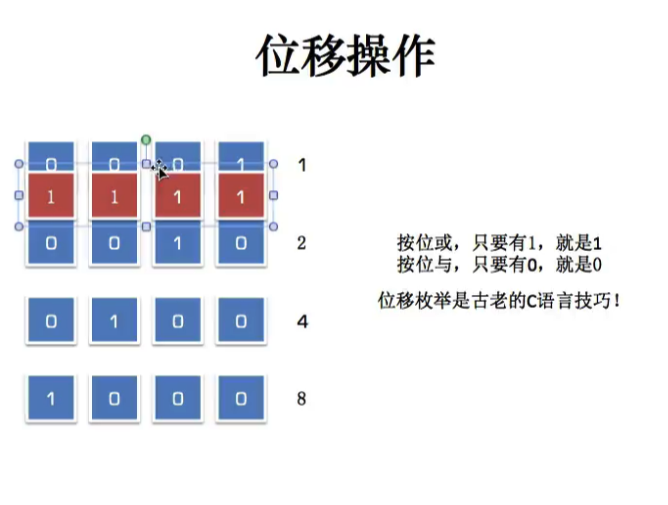 位移操作
0 0 0 1 1
1 1 1 1
0 0 1 0 2
按位或，只要有1，就是1
按位与，只要有0，就是0
位移枚举是古老的C语言技巧！
0 1 0 0 4
1 0 0 0 8